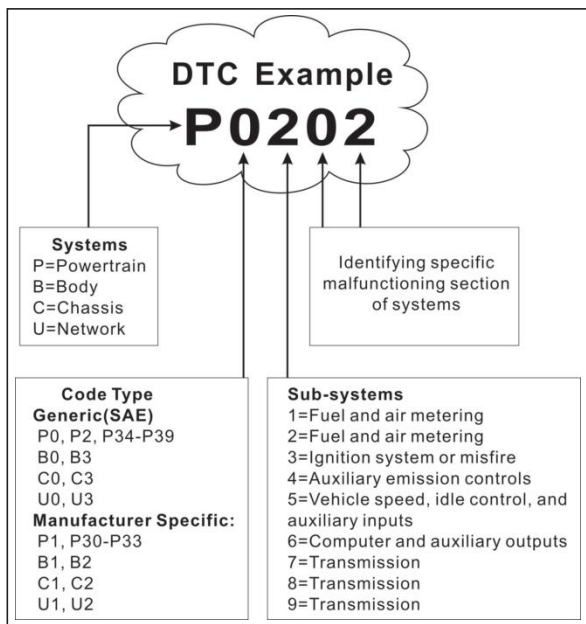 DTC Example
P0202
Systems
P=Powertrain
B=Body
C=Chassis
U=Network
Identifying specific
malfunctioning section
of systems
Code Type
Generic(SAE)
P0, P2, P34-P39
B0, B3
C0, C3
U0, U3
Manufacturer Specific:
P1, P30-P33
B1, B2
C1, C2
U1, U2
Sub-systems
1=Fuel and air metering
2=Fuel and air metering
3=Ignition system or misfire
4=Auxiliary emission controls
5=Vehicle speed, idle control, and
auxiliary inputs
6=Computer and auxiliary outputs
7=Transmission
8=Transmission
9=Transmission